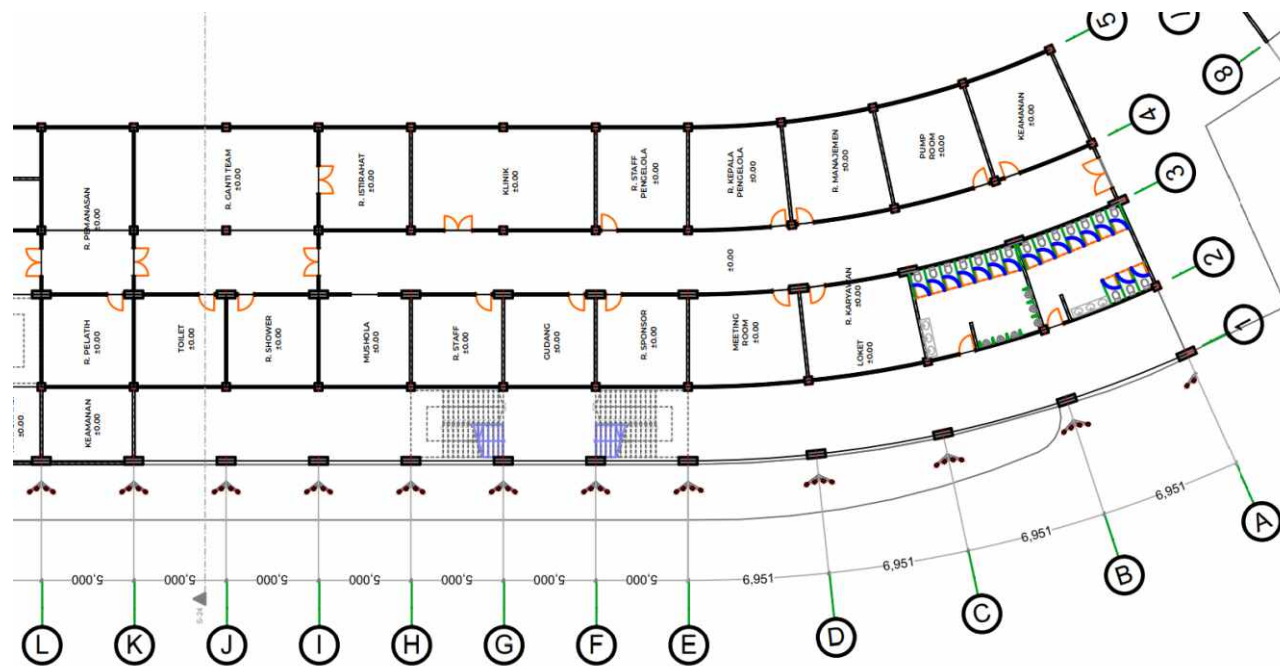 5
8
4
3
2
1
R. PEMANASAN
±0.00
R. GANTI TEAM
±0.00
R. ISTIRAHAT
±0.00
KLINIK
±0.00
R. STAFF
PENGELOLA
±0.00
R. KEPALA
PENGELOLA
±0.00
R. MANAJEMEN
±0.00
PUMP
ROOM
±0.00
KEAMANAN
±0.00
±0.00
R. PELATIH
±0.00
TOILET
±0.00
R. SHOWER
±0.00
MUSHOLA
±0.00
R. STAFF
±0.00
GUDANG
±0.00
R. SPONSOR
±0.00
MEETING
ROOM
±0.00
R. KARYAWAN
±0.00
LOKET
±0.00
±0.00
KEAMANAN
±0.00
5,000
5,000
5,000
5,000
5,000
5,000
5,000
6,951
6,951
6,951
6,951
S-24
L
K
J
I
H
G
F
E
D
C
B
A